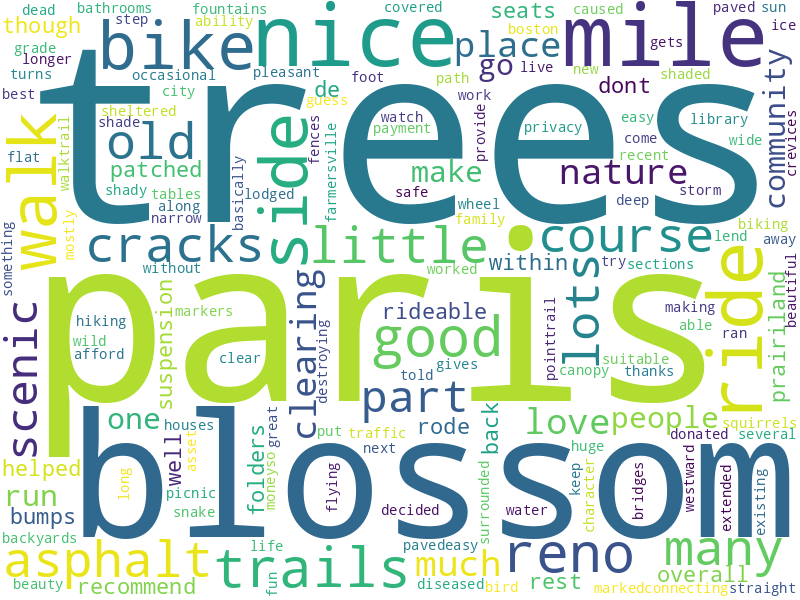 dead bathrooms fountains covered caused paved sun
though step ability seats boston ice
nice mile
bike place
grade
longer turns occasional pleasant foot go live path new shaded gets
best city de dont work community
trees
sheltered guess watch privacy easy library
old side payment provide come wide crevices
walk walktrail shade fences recent
flat patched make nature
shady tables farmersville safe wheel deep storm
along lodged basically family
narrow
mostly cracks little course biking
something without worked within try sections lend away beautiful
scenic suspension markers clearing rideable lots ride making prairiland
paris
hiking wild afford clear destroying good pointtrail suitable able ran
told gives canopy thanks
part
one houses put traffic rode back love people donated squirrels several
helped well asset great next huge
run long picnic folders moneyso flying surrounded keep character bridges westward extended existing
bumps snake decided water
blossom
backyards life pavedeasy
asphalt trails much reno many
beauty recommend fun diseased bird rest overall
markedconnecting straight